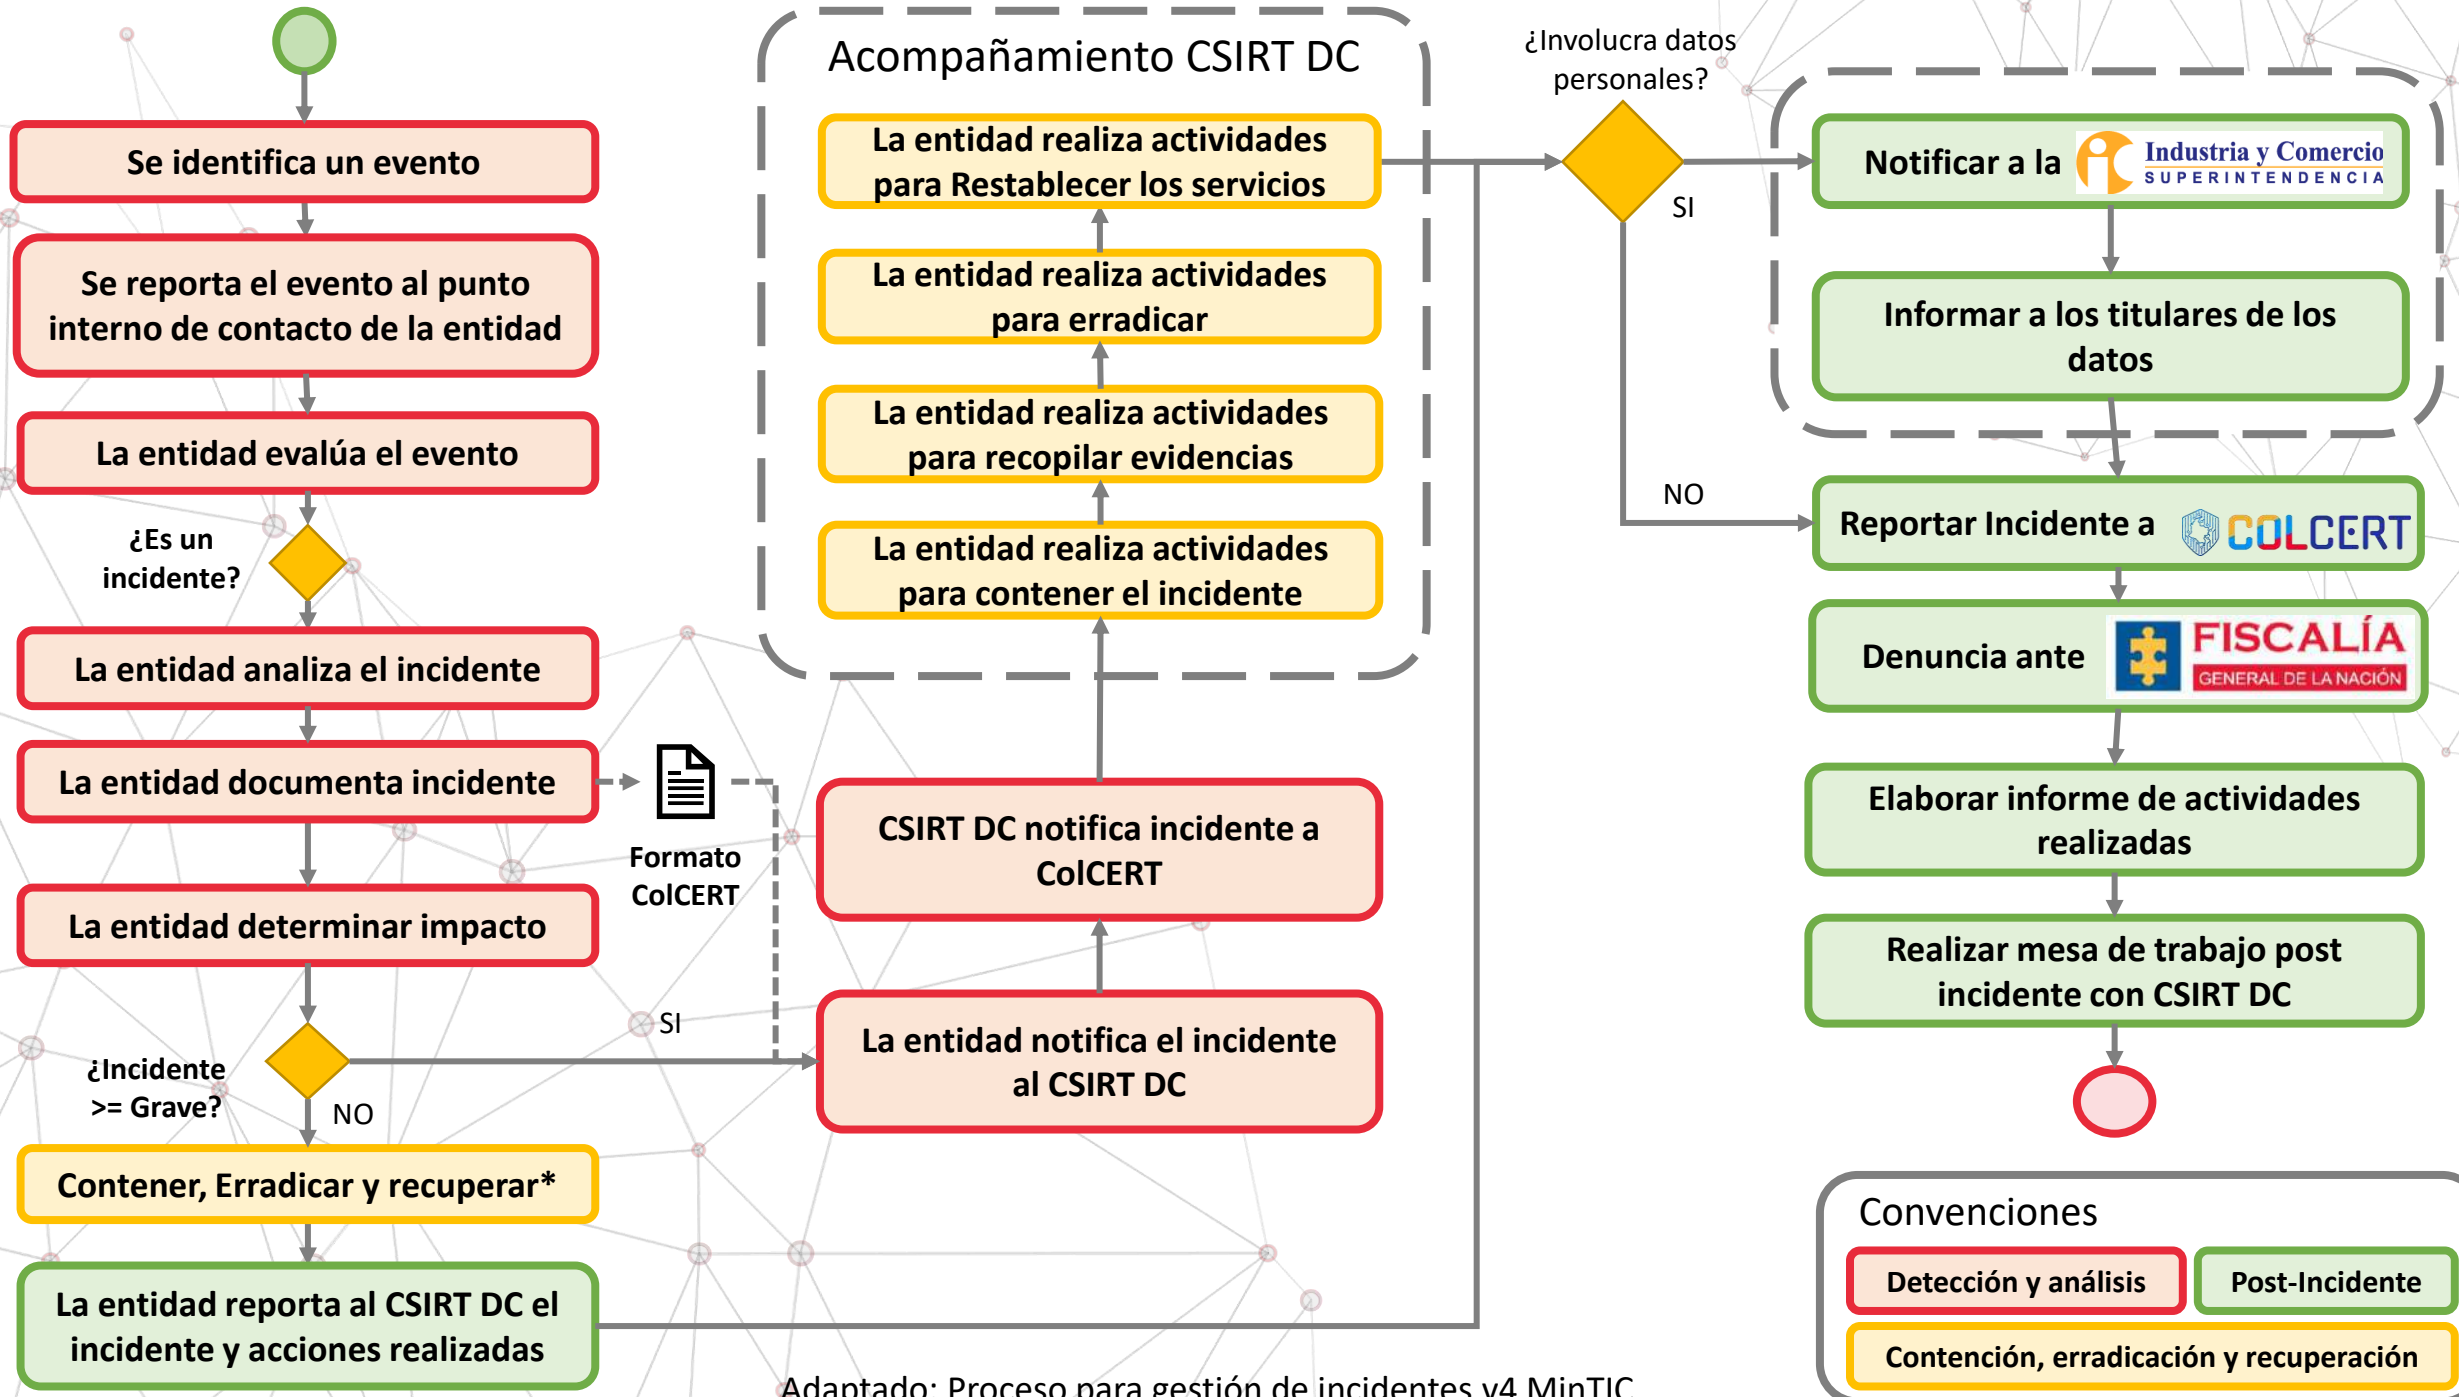 Se identifica un evento
Se reporta el evento al punto
interno de contacto de la entidad
La entidad evalúa el evento
¿Es un
incidente?
La entidad analiza el incidente
La entidad documenta incidente
Formato
ColCERT
La entidad determinar impacto
¿Incidente
>= Grave?
SI
NO
Contener, Erradicar y recuperar*
La entidad reporta al CSIRT DC el
incidente y acciones realizadas
Acompañamiento CSIRT DC
La entidad realiza actividades
para Restablecer los servicios
La entidad realiza actividades
para erradicar
La entidad realiza actividades
para recopilar evidencias
La entidad realiza actividades
para contener el incidente
CSIRT DC notifica incidente a
ColCERT
La entidad notifica el incidente
al CSIRT DC
¿Involucra datos
personales?
SI
NO
Notificar a la
Industria y Comercio
SUPERINTENDENCIA
Informar a los titulares de los
datos
Reportar Incidente a
COLCERT
Denuncia ante
FISCALÍA
GENERAL DE LA NACIÓN
Elaborar informe de actividades
realizadas
Realizar mesa de trabajo post
incidente con CSIRT DC
Convenciones
Detección y análisis
Post-Incidente
Contención, erradicación y recuperación
Adaptado: Proceso para gestión de incidentes v4 MinTIC